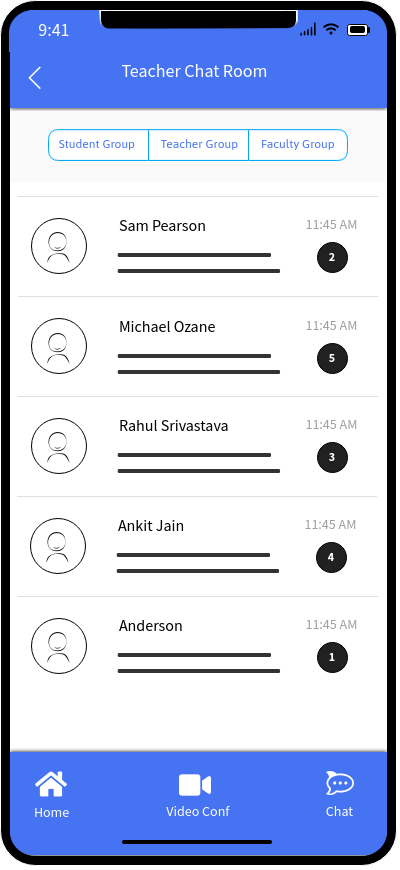 9:41
Teacher Chat Room
Student Group Teacher Group Faculty Group
Sam Pearson 11:45 AM
2
Michael Ozane 11:45 AM
5
Rahul Srivastava 11:45 AM
3
Ankit Jain 11:45 AM
4
Anderson 11:45 AM
1
Home Video Conf Chat